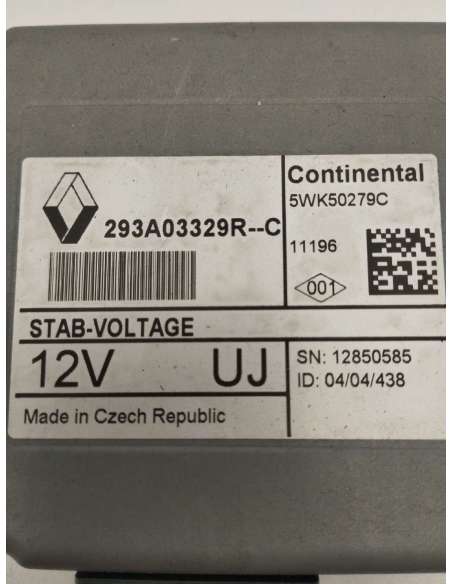 293A03329R--C
Continental
5WK50279C
11196
001
STAB-VOLTAGE
12V UJ
SN: 12850585
ID: 04/04/438
Made in Czech Republic